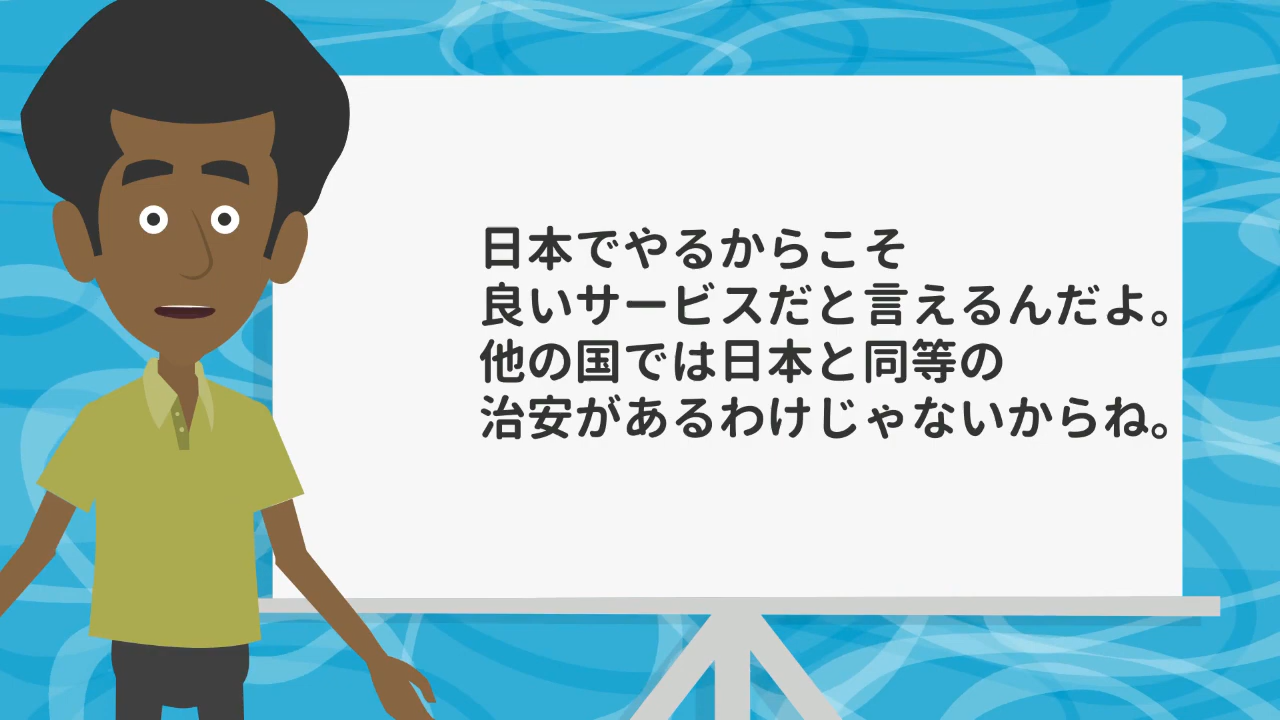 日本でやるからこそ
良いサービスだと言えるんだよ。
他の国では日本と同等の
治安があるわけじゃないからね。